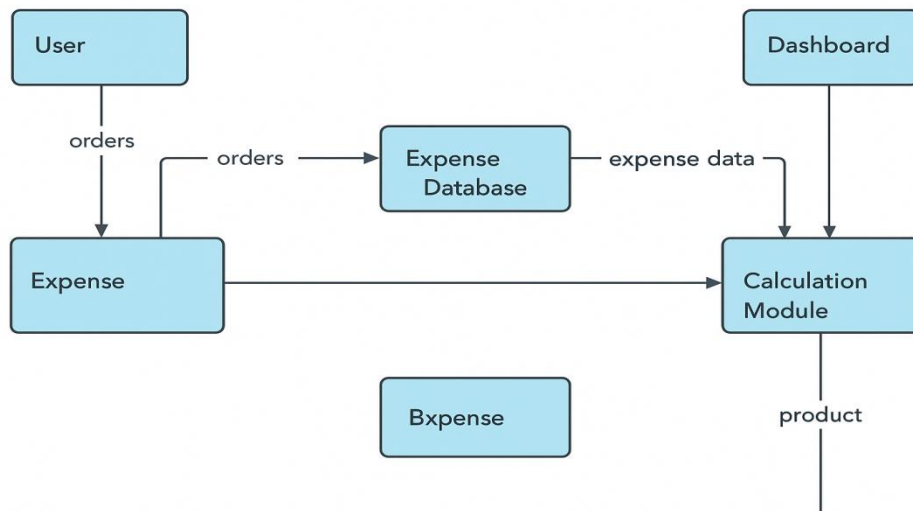 User
Dashboard
orders
orders
Expense
Database
expense data
Expense
Calculation
Module
Bxpense
product